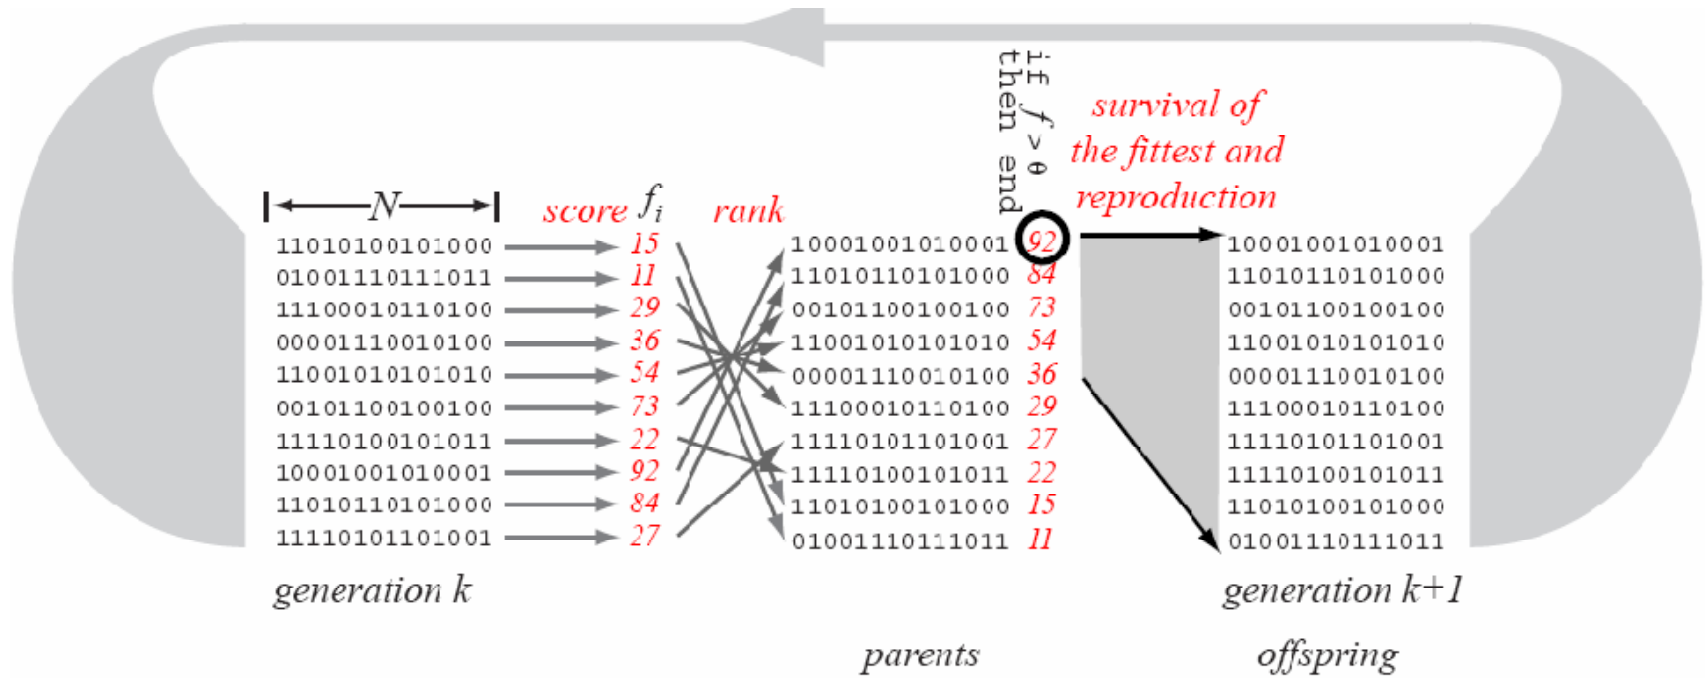 if f > θ
then end
survival of
the fittest and
reproduction
N
score fi rank
11010100101000 15 10001001010001 92 10001001010001
01001110111011 11 11010110101000 84 11010110101000
11100010110100 29 00101100100100 73 00101100100100
00001110010100 36 11001010101010 54 11001010101010
11001010101010 54 00001110010100 36 00001110010100
00101100100100 73 11100010110100 29 11100010110100
11110100101011 22 11110101101001 27 11110101101001
10001001010001 92 11110100101011 22 11110100101011
11010110101000 84 11010100101000 15 11010100101000
11110101101001 27 01001110111011 11 01001110111011
generation k generation k+1
parents offspring